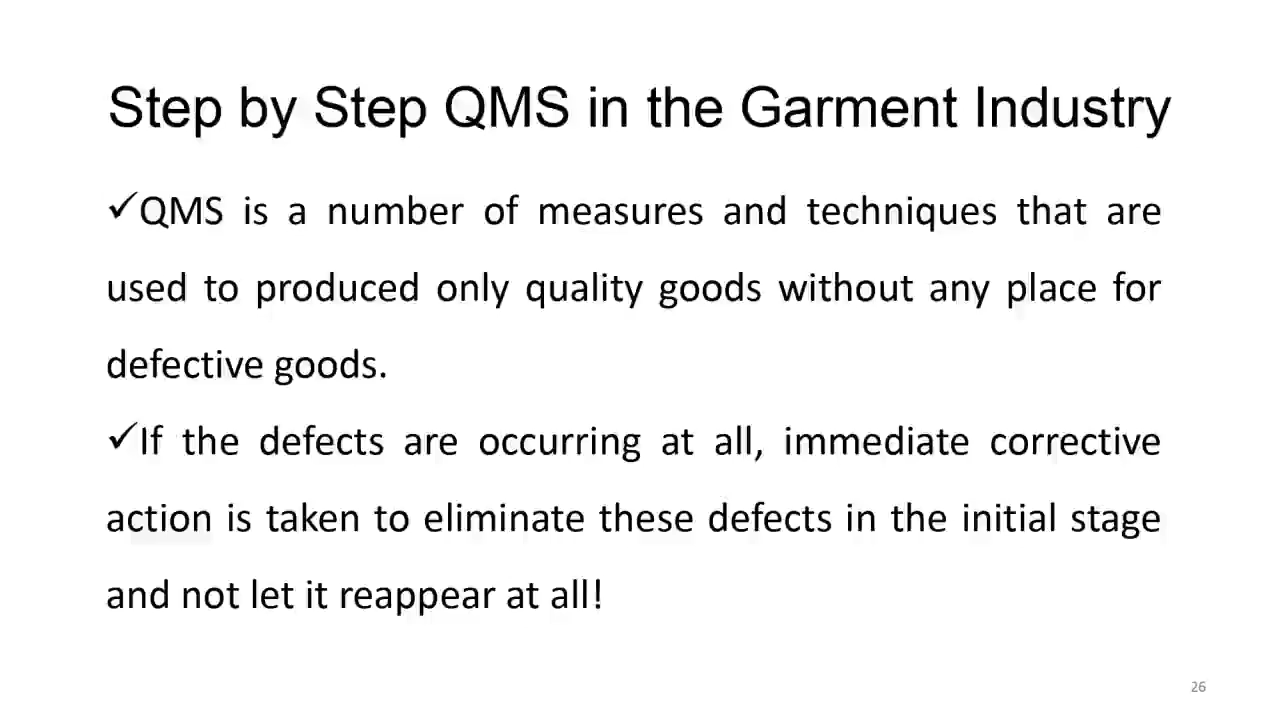 Step by Step QMS in the Garment Industry
✓QMS is a number of measures and techniques that are
used to produced only quality goods without any place for
defective goods.
✓If the defects are occurring at all, immediate corrective
action is taken to eliminate these defects in the initial stage
and not let it reappear at all!
26